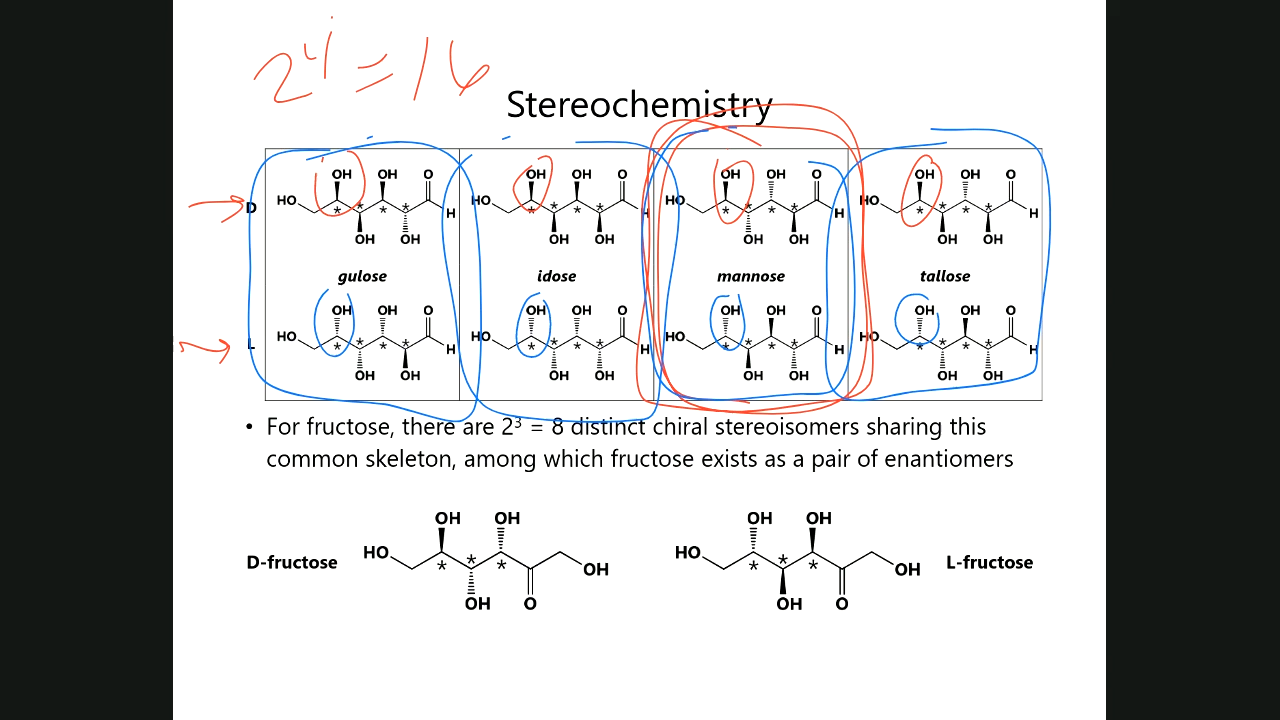 2⁴ = 16
Stereochemistry
OH OH O OH OH O OH OH O OH OH O
D HO * * * * H HO * * * * H HO * * * * H HO * * * * H
OH OH OH OH OH OH OH OH
gulose idose mannose tallose
OH OH O OH OH O OH OH O OH OH O
L HO * * * * H HO * * * * H HO * * * * H HO * * * * H
OH OH OH OH OH OH OH OH
• For fructose, there are 2³ = 8 distinct chiral stereoisomers sharing this
common skeleton, among which fructose exists as a pair of enantiomers
OH OH OH OH
D-fructose HO * * * OH HO * * * OH L-fructose
OH O OH O